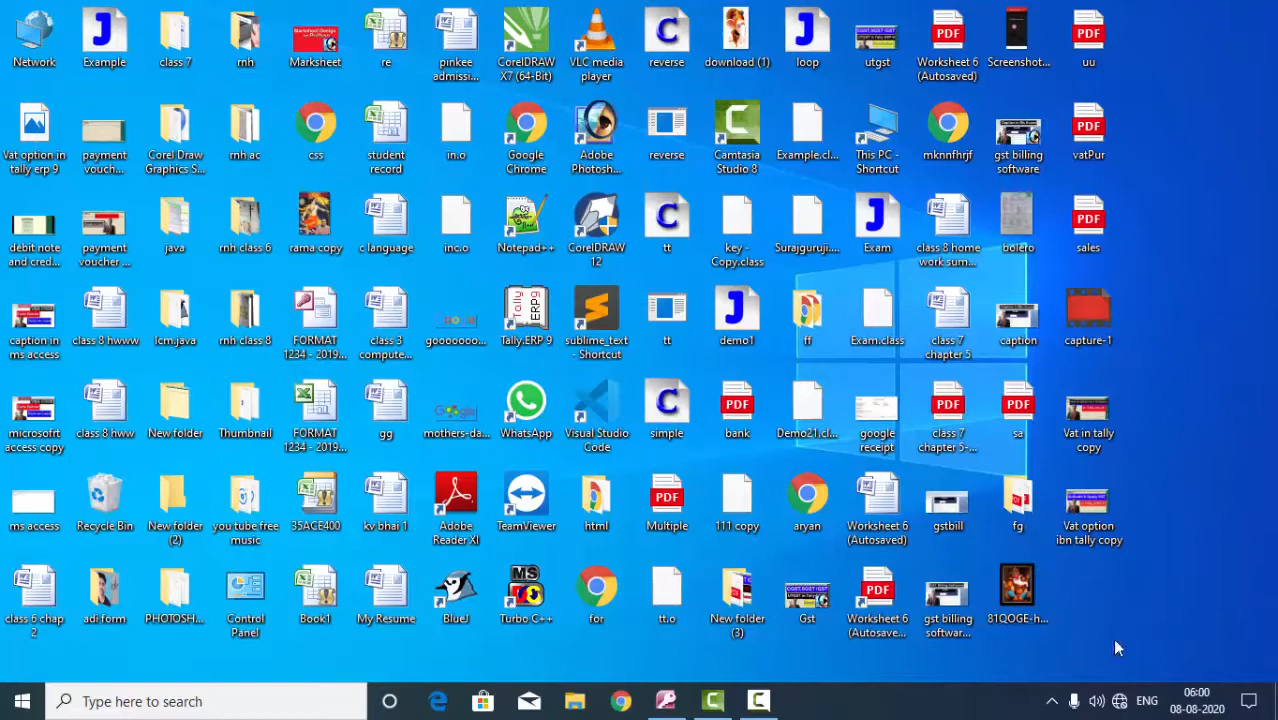 Network
Example
class 7
rnh
Marksheet
re
pinkee
admissi...
CorelDRAW
X7 (64-Bit)
VLC media
player
reverse
download (1)
loop
utgst
Worksheet 6
(Autosaved)
Screenshot...
uu
Vat option in
tally erp 9
payment
vouch...
Corel Draw
Graphics S...
rnh ac
css
student
record
in.o
Google
Chrome
Adobe
Photosh...
reverse
Camtasia
Studio 8
Example.cl...
This PC -
Shortcut
mknnfhrjf
gst billing
software
vatPur
debit note
and cred...
payment
voucher ...
java
rnh class 6
rama copy
c language
inc.o
Notepad++
CorelDRAW
12
tt
key -
Copy.class
Surajguruji....
Exam
class 8 home
work sum...
bolero
sales
caption in
ms access
class 8 hwww
lcm.java
rnh class 8
FORMAT
1234 - 2019...
class 3
compute...
gooooooo...
Tally.ERP 9
sublime_text
- Shortcut
tt
demo1
ff
Exam.class
class 7
chapter 5
caption
capture-1
microsofrt
access copy
class 8 hww
New folder
Thumbnail
FORMAT
1234 - 2019...
gg
mothers-da...
WhatsApp
Visual Studio
Code
simple
bank
Demo21.cl...
google
receipt
class 7
chapter 5-...
sa
Vat in tally
copy
ms access
Recycle Bin
New folder
(2)
you tube free
music
35ACE400
kv bhai 1
Adobe
Reader XI
TeamViewer
html
Multiple
111 copy
aryan
Worksheet 6
(Autosaved)
gstbill
fg
Vat option
ibn tally copy
class 6 chap
2
adi form
PHOTOSH...
Control
Panel
Book1
My Resume
BlueJ
Turbo C++
for
tt.o
New folder
(3)
Gst
Worksheet 6
(Autosave...
gst billing
softwar...
81QOGE-h...
Type here to search
ENG
06:00
08-08-2020